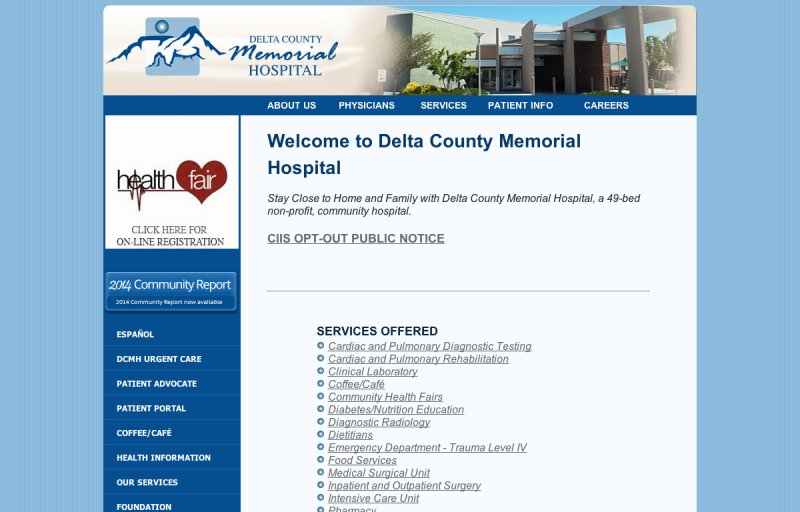 DELTA COUNTY
Memorial
HOSPITAL
ABOUT US PHYSICIANS SERVICES PATIENT INFO CAREERS
health fair
CLICK HERE FOR
ON-LINE REGISTRATION
2014 Community Report
2014 Community Report now available
ESPAÑOL
DCMH URGENT CARE
PATIENT ADVOCATE
PATIENT PORTAL
COFFEE/CAFÉ
HEALTH INFORMATION
OUR SERVICES
FOUNDATION
Welcome to Delta County Memorial
Hospital
Stay Close to Home and Family with Delta County Memorial Hospital, a 49-bed
non-profit, community hospital.
CIIS OPT-OUT PUBLIC NOTICE
SERVICES OFFERED
Cardiac and Pulmonary Diagnostic Testing
Cardiac and Pulmonary Rehabilitation
Clinical Laboratory
Coffee/Café
Community Health Fairs
Diabetes/Nutrition Education
Diagnostic Radiology
Dietitians
Emergency Department - Trauma Level IV
Food Services
Medical Surgical Unit
Inpatient and Outpatient Surgery
Intensive Care Unit
Pharmacy